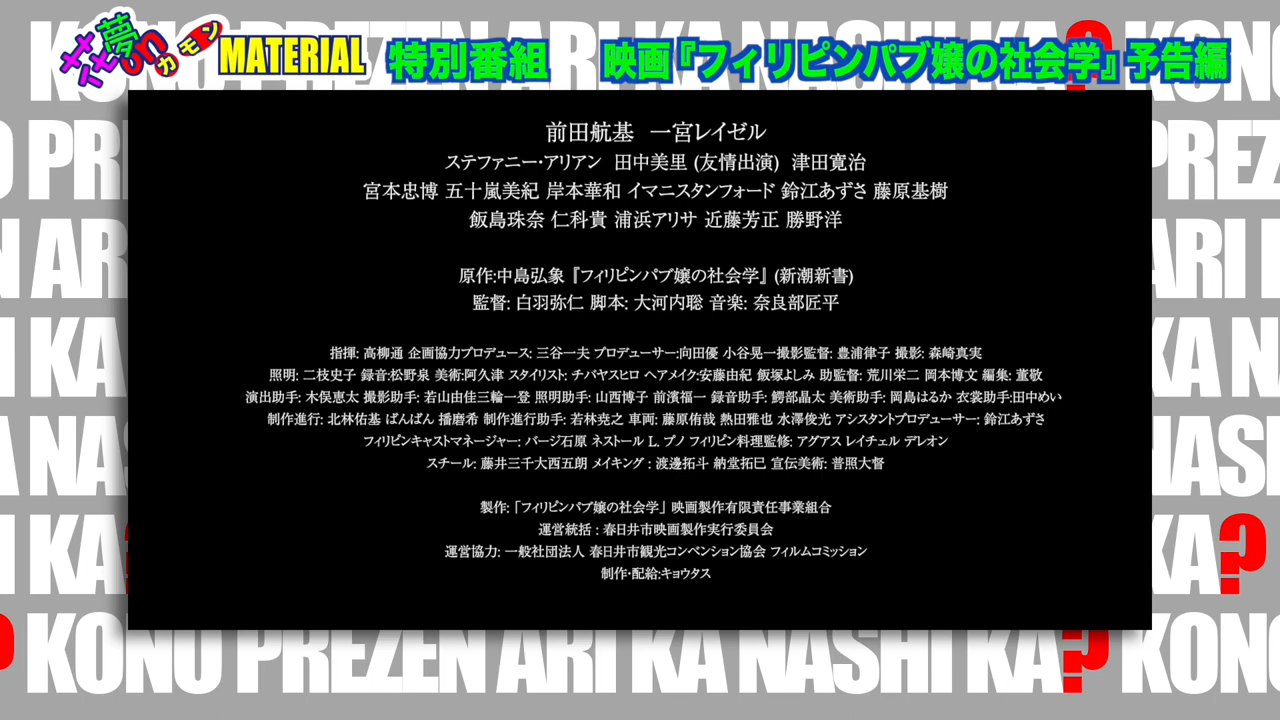 夢 カモン MATERIAL 特別番組 映画『フィリピンパブ嬢の社会学』予告編
前田航基 一宮レイゼル
ステファニー・アリアン 田中美里 (友情出演) 津田寛治
宮本忠博 五十嵐美紀 岸本華和 イマニスタンフォード 鈴江あずさ 藤原基樹
飯島珠奈 仁科貴 浦浜アリサ 近藤芳正 勝野洋
原作:中島弘象『フィリピンパブ嬢の社会学』(新潮新書)
監督: 白羽弥仁 脚本: 大河内聡 音楽: 奈良部匠平
指揮: 高柳通 企画協力プロデュース: 三谷一夫 プロデューサー:向田優 小谷晃一撮影監督: 豊浦律子 撮影: 森崎真実
照明: 二枝史子 録音:松野泉 美術:阿久津 スタイリスト: チバヤスヒロ ヘアメイク:安藤由紀 飯塚よしみ 助監督: 荒川栄二 岡本博文 編集: 董敬
演出助手: 木俣恵太 撮影助手: 若山由佳三輪一登 照明助手: 山西博子 前濱福一 録音助手: 鰐部晶太 美術助手: 岡島はるか 衣裳助手:田中めい
制作進行: 北林佑基 ばんばん 播磨希 制作進行助手: 若林尭之 車両: 藤原侑哉 熱田雅也 水澤俊光 アシスタントプロデューサー: 鈴江あずさ
フィリピンキャストマネージャー: バージ石原 ネストール L. プノ フィリピン料理監修: アグアス レイチェル デレオン
スチール: 藤井三千大西五朗 メイキング : 渡邊拓斗 納堂拓巳 宣伝美術: 普照大督
製作:「フィリピンパブ嬢の社会学」映画製作有限責任事業組合
運営統括 : 春日井市映画製作実行委員会
運営協力: 一般社団法人 春日井市観光コンベンション協会 フィルムコミッション
制作・配給:キョウタス
KONO PREZEN ARI KA NASHI KA? KONO